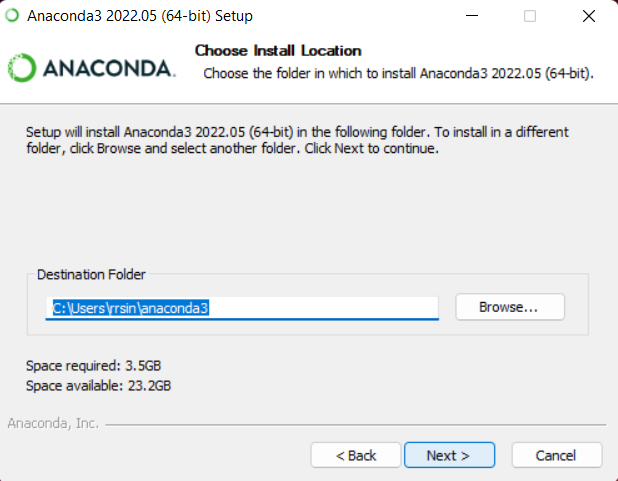 Anaconda3 2022.05 (64-bit) Setup
Choose Install Location
Choose the folder in which to install Anaconda3 2022.05 (64-bit).
ANACONDA.
Setup will install Anaconda3 2022.05 (64-bit) in the following folder. To install in a different
folder, click Browse and select another folder. Click Next to continue.
Destination Folder
C:\Users\rrsin\anaconda3
Browse...
Space required: 3.5GB
Space available: 23.2GB
Anaconda, Inc.
< Back
Next >
Cancel